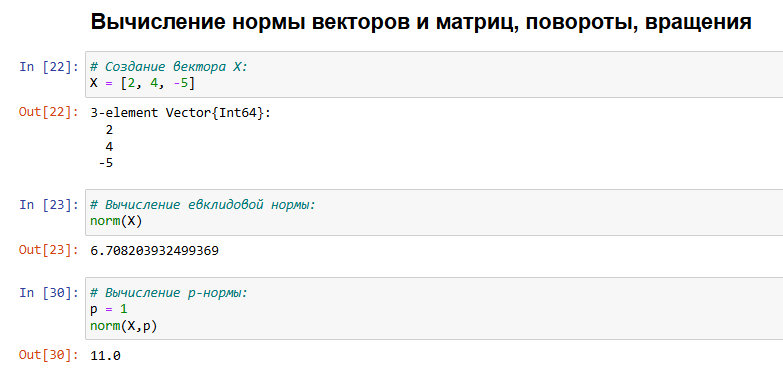 Вычисление нормы векторов и матриц, повороты, вращения
In [22]: # Создание вектора X:
X = [2, 4, -5]
Out[22]: 3-element Vector{Int64}:
2
4
-5
In [23]: # Вычисление евклидовой нормы:
norm(X)
Out[23]: 6.708203932499369
In [30]: # Вычисление p-нормы:
p = 1
norm(X,p)
Out[30]: 11.0